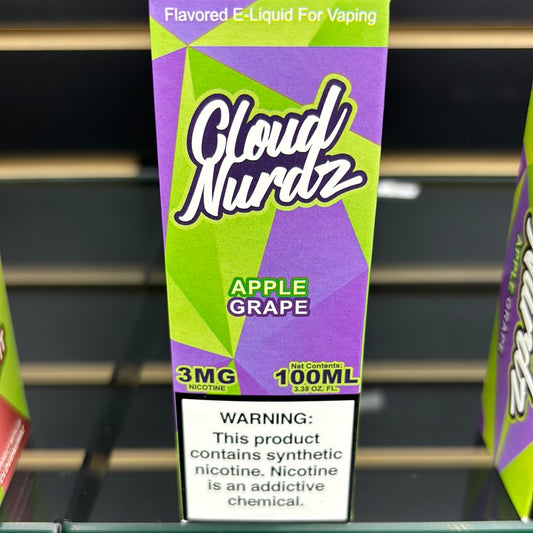 Flavored E-Liquid For Vaping
Cloud
Nurdz
APPLE
GRAPE
3MG
NICOTINE
Net Contents:
100ML
3.38 OZ. FL.
WARNING:
This product
contains synthetic
nicotine. Nicotine
is an addictive
chemical.
APPLE GRAPE
Nurdz